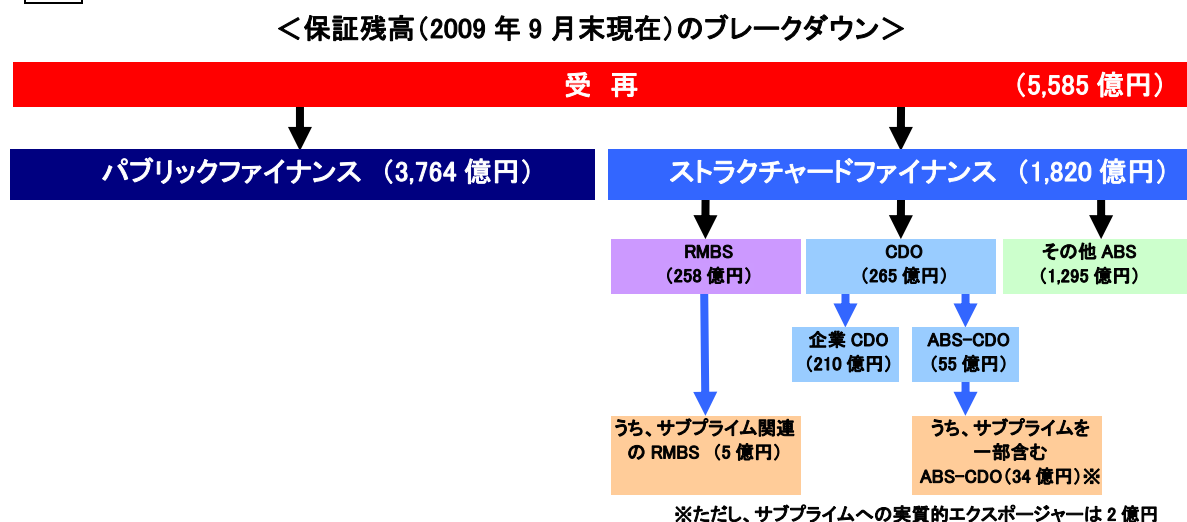 ＜保証残高（2009 年 9 月末現在）のブレークダウン＞
受 再 （5,585 億円）
パブリックファイナンス （3,764 億円）
ストラクチャードファイナンス （1,820 億円）
RMBS
（258 億円）
CDO
（265 億円）
その他 ABS
（1,295 億円）
企業 CDO
（210 億円）
ABS-CDO
（55 億円）
うち、サブプライム関連
の RMBS （5 億円）
うち、サブプライムを
一部含む
ABS-CDO（34 億円）※
※ただし、サブプライムへの実質的エクスポージャーは 2 億円